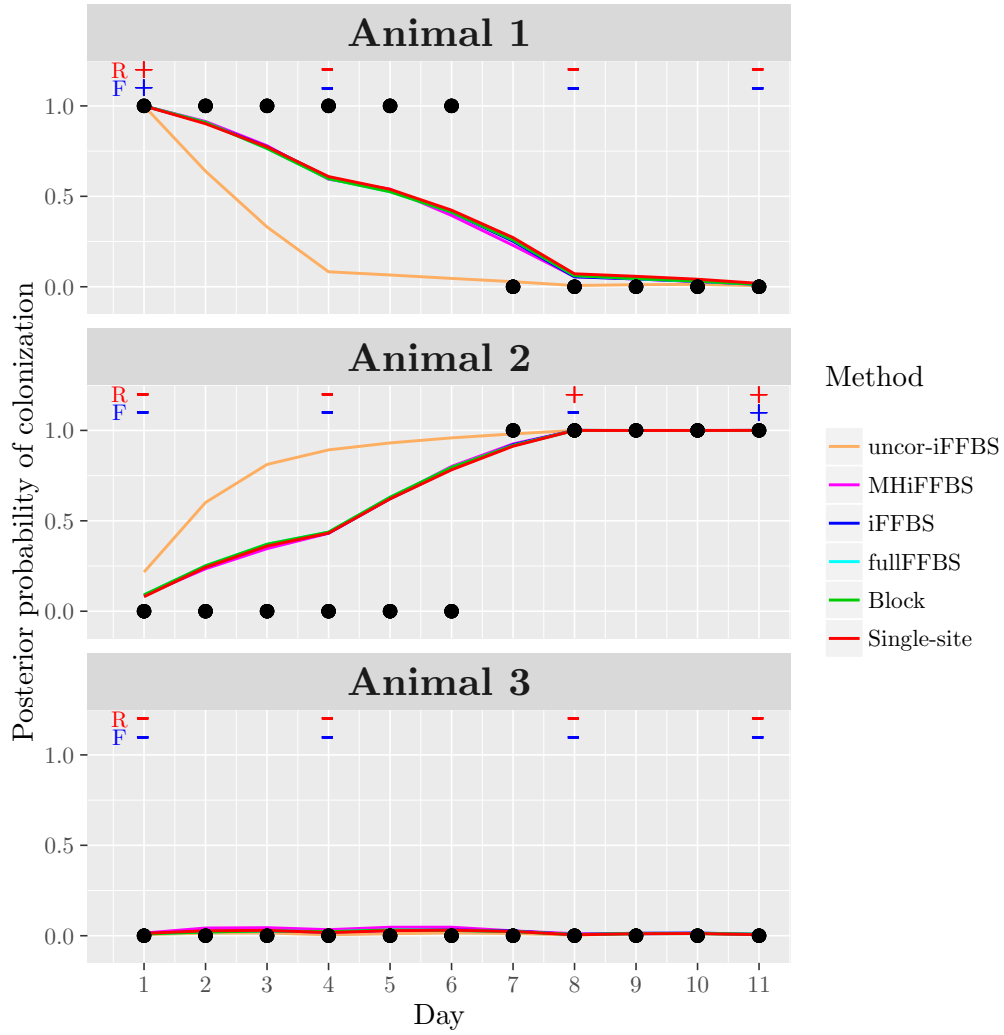 Animal 1
R + - - -
F + - - -
1.0
0.5
0.0
Animal 2
R - - + +
F - - - +
1.0
0.5
0.0
Animal 3
R - - - -
F - - - -
1.0
0.5
0.0
1 2 3 4 5 6 7 8 9 10 11
Day
Posterior probability of colonization
Method
uncor-iFFBS
MHiFFBS
iFFBS
fullFFBS
Block
Single-site